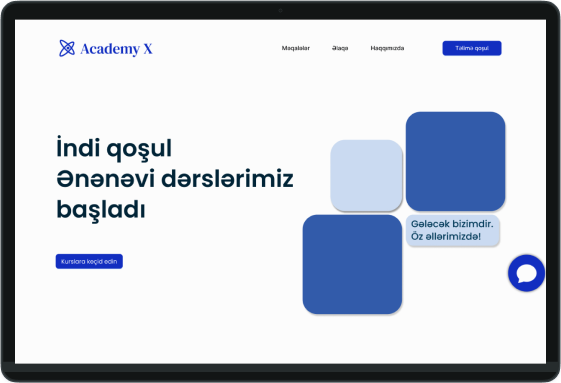 Academy X
Məqalələr
Əlaqə
Haqqımızda
Təlimə qoşul
İndi qoşul
Ənənəvi dərslərimiz
başladı
Gələcək bizimdir.
Öz əllərimizdə!
Kurslara keçid edin